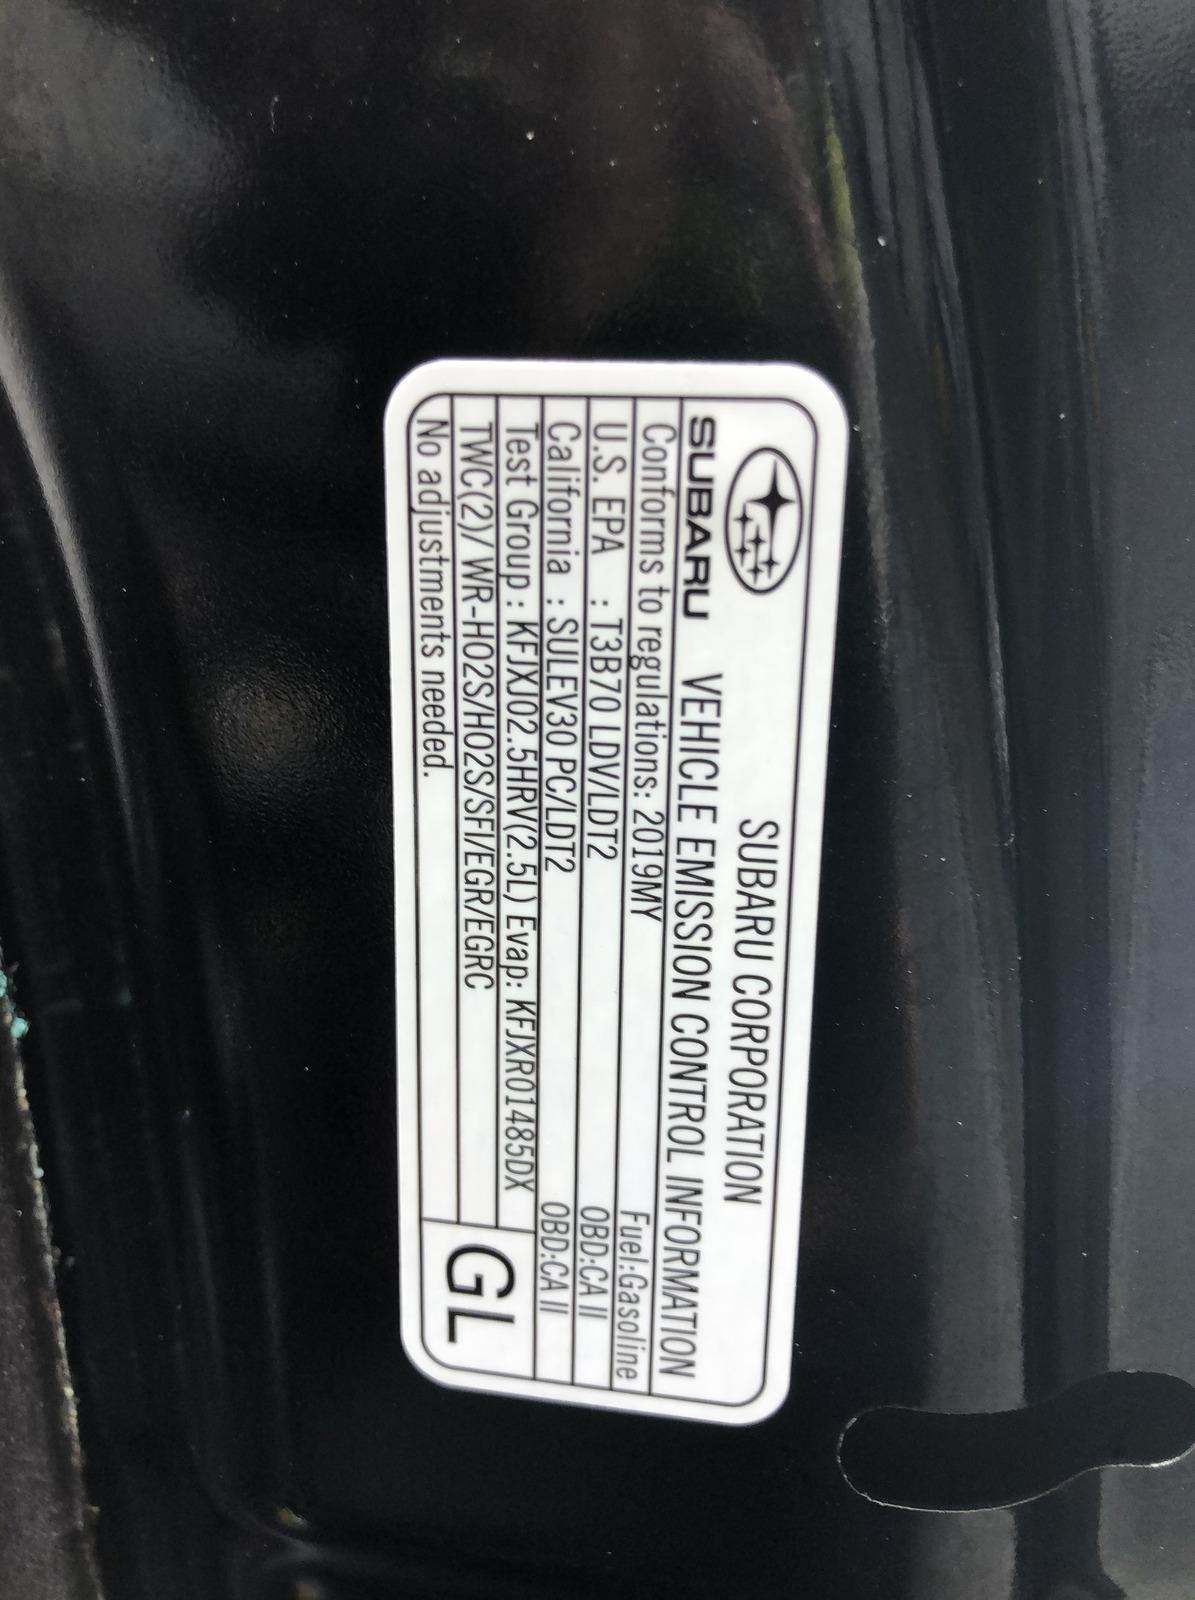 SUBARU CORPORATION
SUBARU VEHICLE EMISSION CONTROL INFORMATION
Conforms to regulations: 2019MY Fuel:Gasoline
U.S. EPA : T3B70 LDV/LDT2 OBD:CA II
California : SULEV30 PC/LDT2 OBD:CA II
Test Group : KFJXJ02.5HRV(2.5L) Evap: KFJXR01485DX
TWC(2)/WR-HO2S/HO2S/SFI/EGR/EGRC
No adjustments needed.
GL